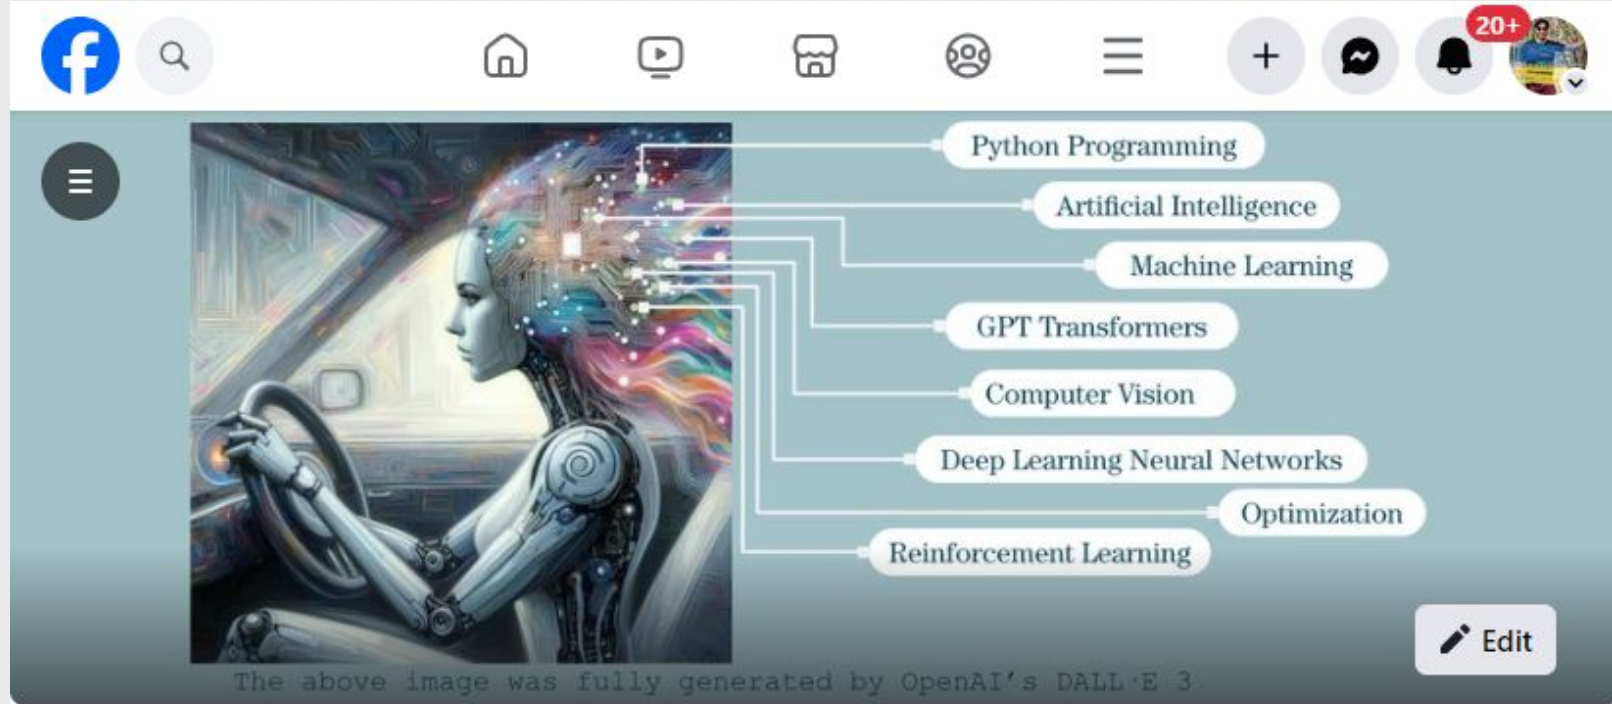 20+
Python Programming
Artificial Intelligence
Machine Learning
GPT Transformers
Computer Vision
Deep Learning Neural Networks
Optimization
Reinforcement Learning
Edit
The above image was fully generated by OpenAI's DALL·E 3